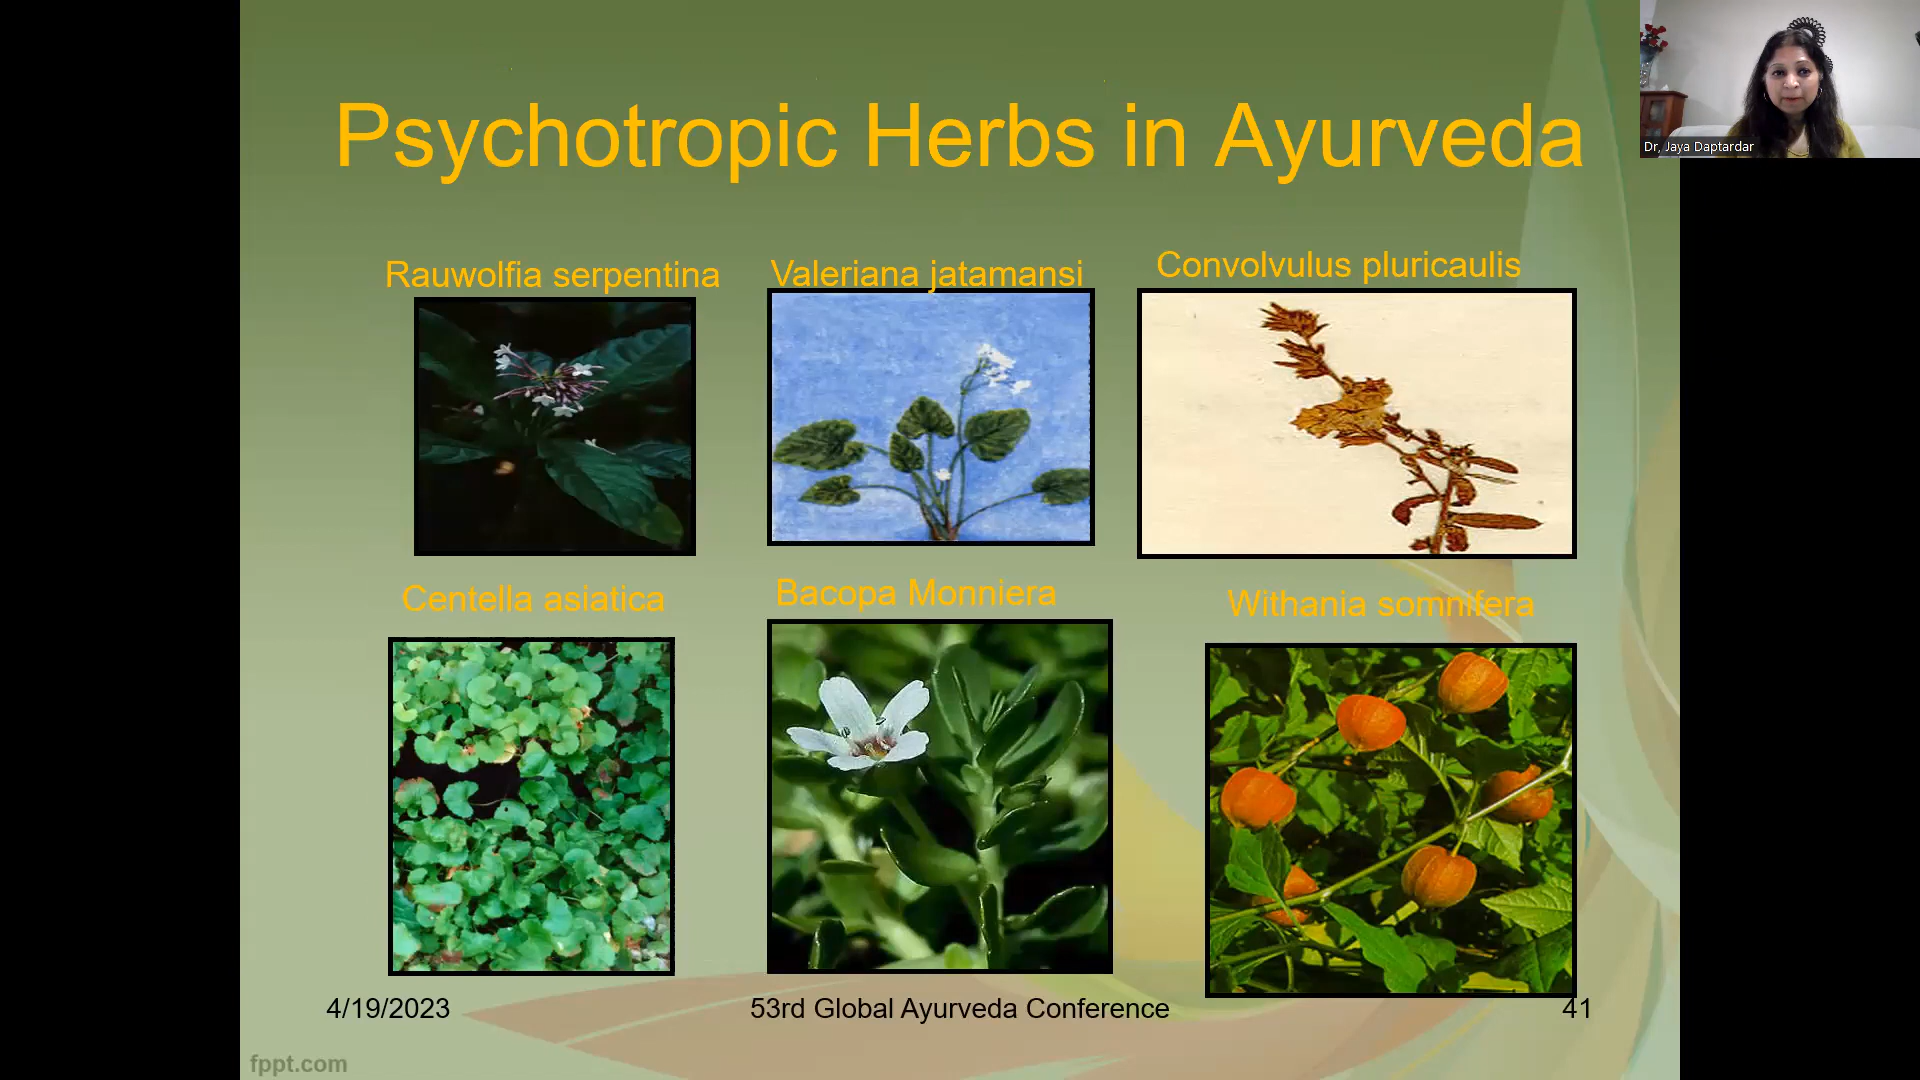 Psychotropic Herbs in Ayurveda
Dr, Jaya Daptardar
Rauwolfia serpentina
Valeriana jatamansi
Convolvulus pluricaulis
Centella asiatica
Bacopa Monniera
Withania somnifera
4/19/2023
53rd Global Ayurveda Conference
41
fppt.com